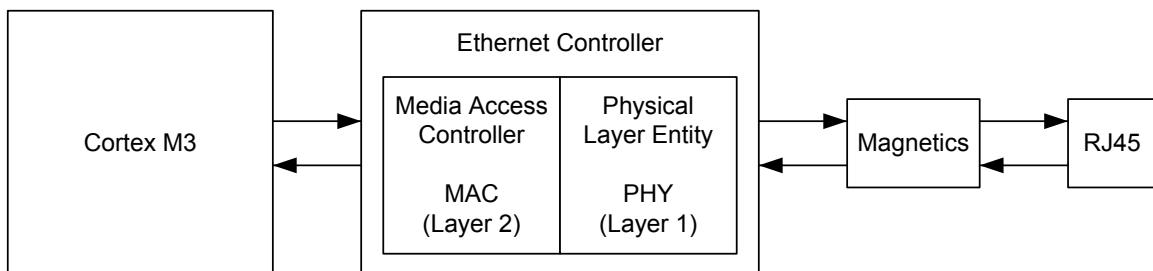 Cortex M3
Ethernet Controller
Media Access
Controller
MAC
(Layer 2)
Physical
Layer Entity
PHY
(Layer 1)
Magnetics
RJ45